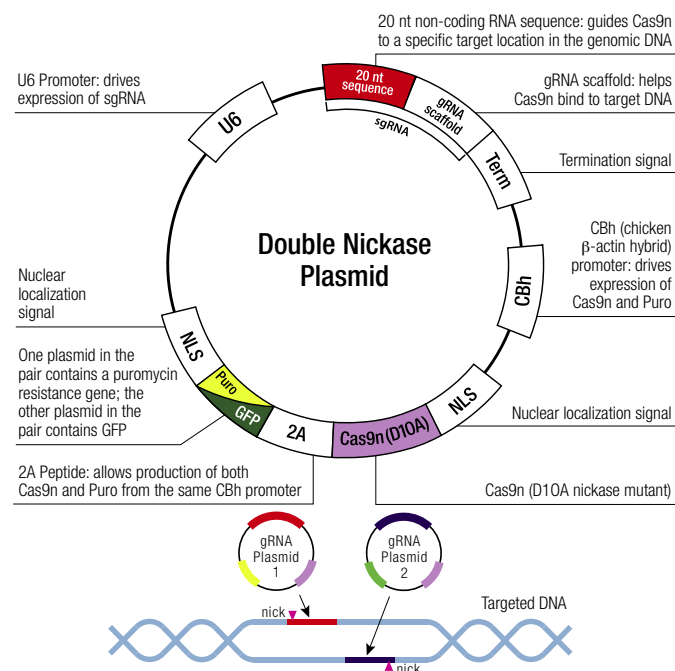 20 nt non-coding RNA sequence: guides Cas9n
to a specific target location in the genomic DNA
U6 Promoter: drives
expression of sgRNA
20 nt
sequence
gRNA
scaffold
gRNA scaffold: helps
Cas9n bind to target DNA
U6
sgRNA
Term
Termination signal
Double Nickase
Plasmid
CBh (chicken
β-actin hybrid)
promoter: drives
expression of
Cas9n and Puro
CBh
Nuclear
localization
signal
NLS
One plasmid in the
pair contains a puromycin
resistance gene; the
other plasmid in the
pair contains GFP
Puro
GFP
2A
Cas9n (D10A)
NLS
Nuclear localization signal
2A Peptide: allows production of both
Cas9n and Puro from the same CBh promoter
Cas9n (D10A nickase mutant)
gRNA
Plasmid
1
gRNA
Plasmid
2
nick
Targeted DNA
nick